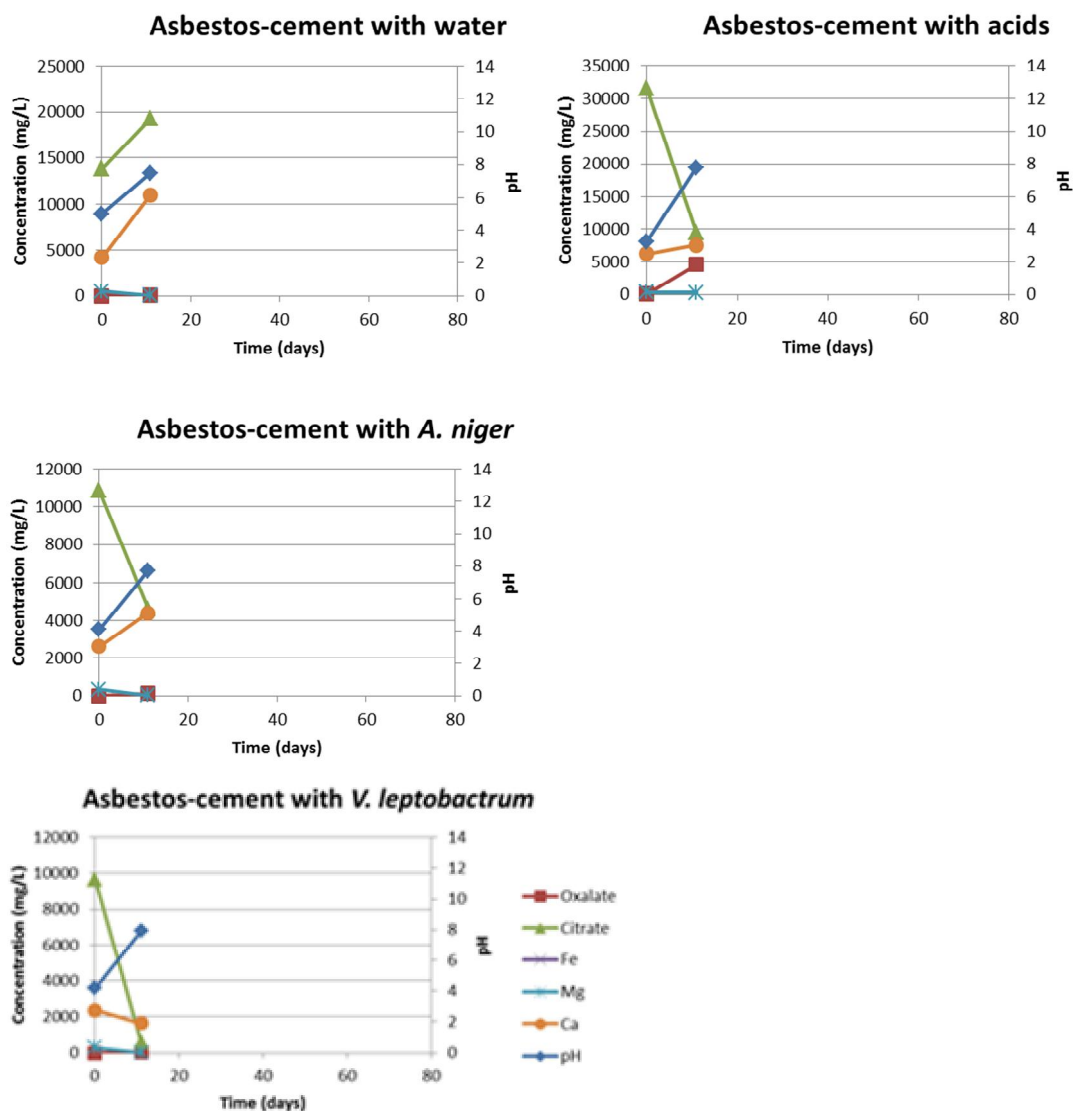 Asbestos-cement with water
25000
20000
15000
10000
5000
0
Concentration (mg/L)
14
12
10
8
6
4
2
0
pH
0 20 40 60 80
Time (days)
Asbestos-cement with acids
35000
30000
25000
20000
15000
10000
5000
0
Concentration (mg/L)
14
12
10
8
6
4
2
0
pH
0 20 40 60 80
Time (days)
Asbestos-cement with A. niger
12000
10000
8000
6000
4000
2000
0
Concentration (mg/L)
14
12
10
8
6
4
2
0
pH
0 20 40 60 80
Time (days)
Asbestos-cement with V. leptobactrum
12000
10000
8000
6000
4000
2000
0
Concentration (mg/L)
14
12
10
8
6
4
2
0
pH
0 20 40 60 80
Time (days)
Oxalate
Citrate
Fe
Mg
Ca
pH